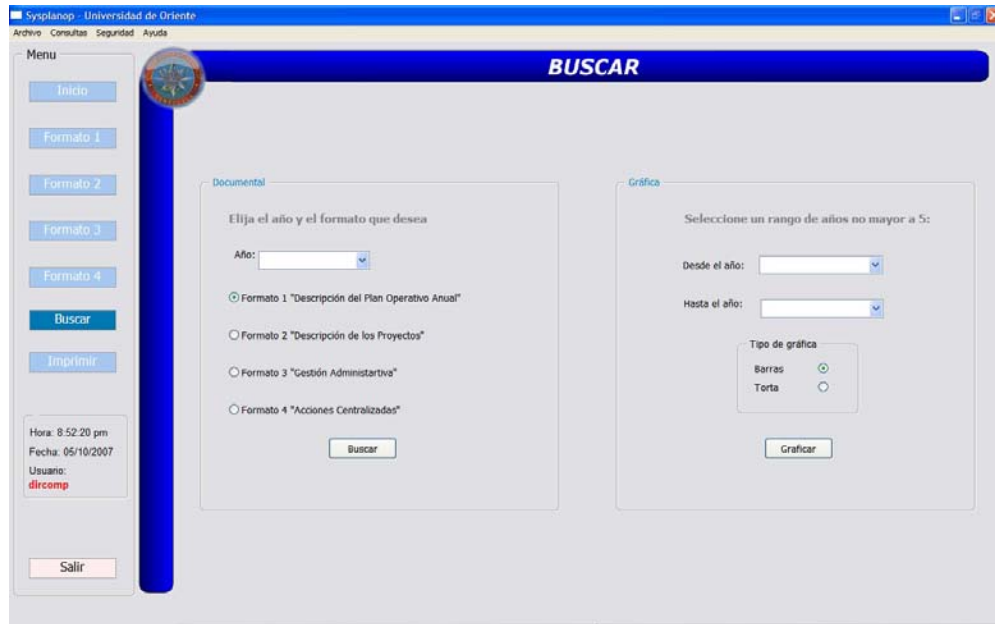 Sysplanop - Universidad de Oriente
Archivo Consultas Seguridad Ayuda
Menu
Inicio
Formato 1
Formato 2
Formato 3
Formato 4
Buscar
Imprimir
Hora: 8:52:20 pm
Fecha: 05/10/2007
Usuario:
dircomp
Salir
BUSCAR
Documental
Elija el año y el formato que desea
Año:
Formato 1 "Descripción del Plan Operativo Anual"
Formato 2 "Descripción de los Proyectos"
Formato 3 "Gestión Administartiva"
Formato 4 "Acciones Centralizadas"
Buscar
Gráfica
Seleccione un rango de años no mayor a 5:
Desde el año:
Hasta el año:
Tipo de gráfica
Barras
Torta
Graficar